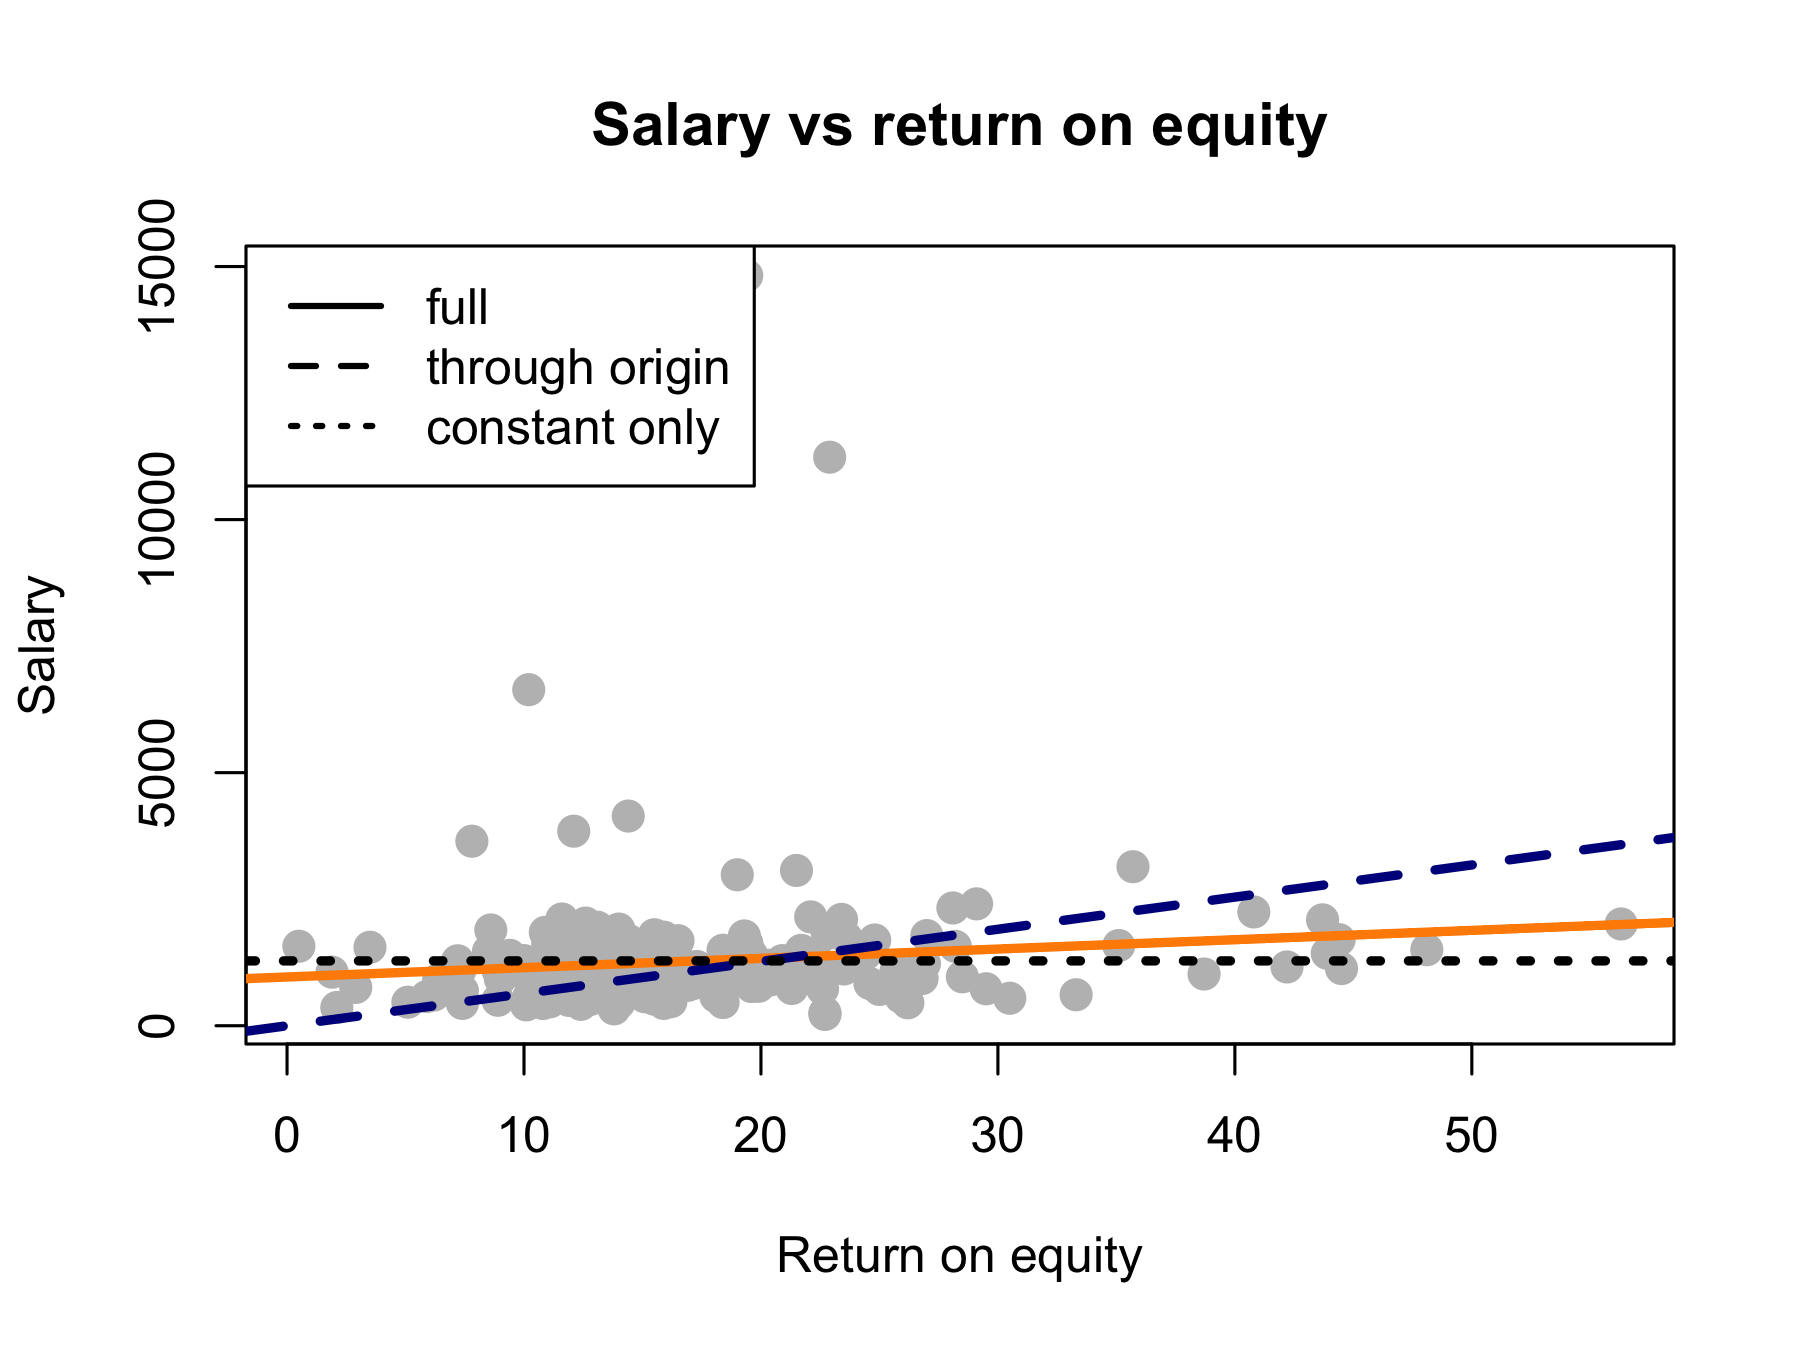 Salary vs return on equity
15000
10000
5000
0
Salary
full
through origin
constant only
0 10 20 30 40 50
Return on equity